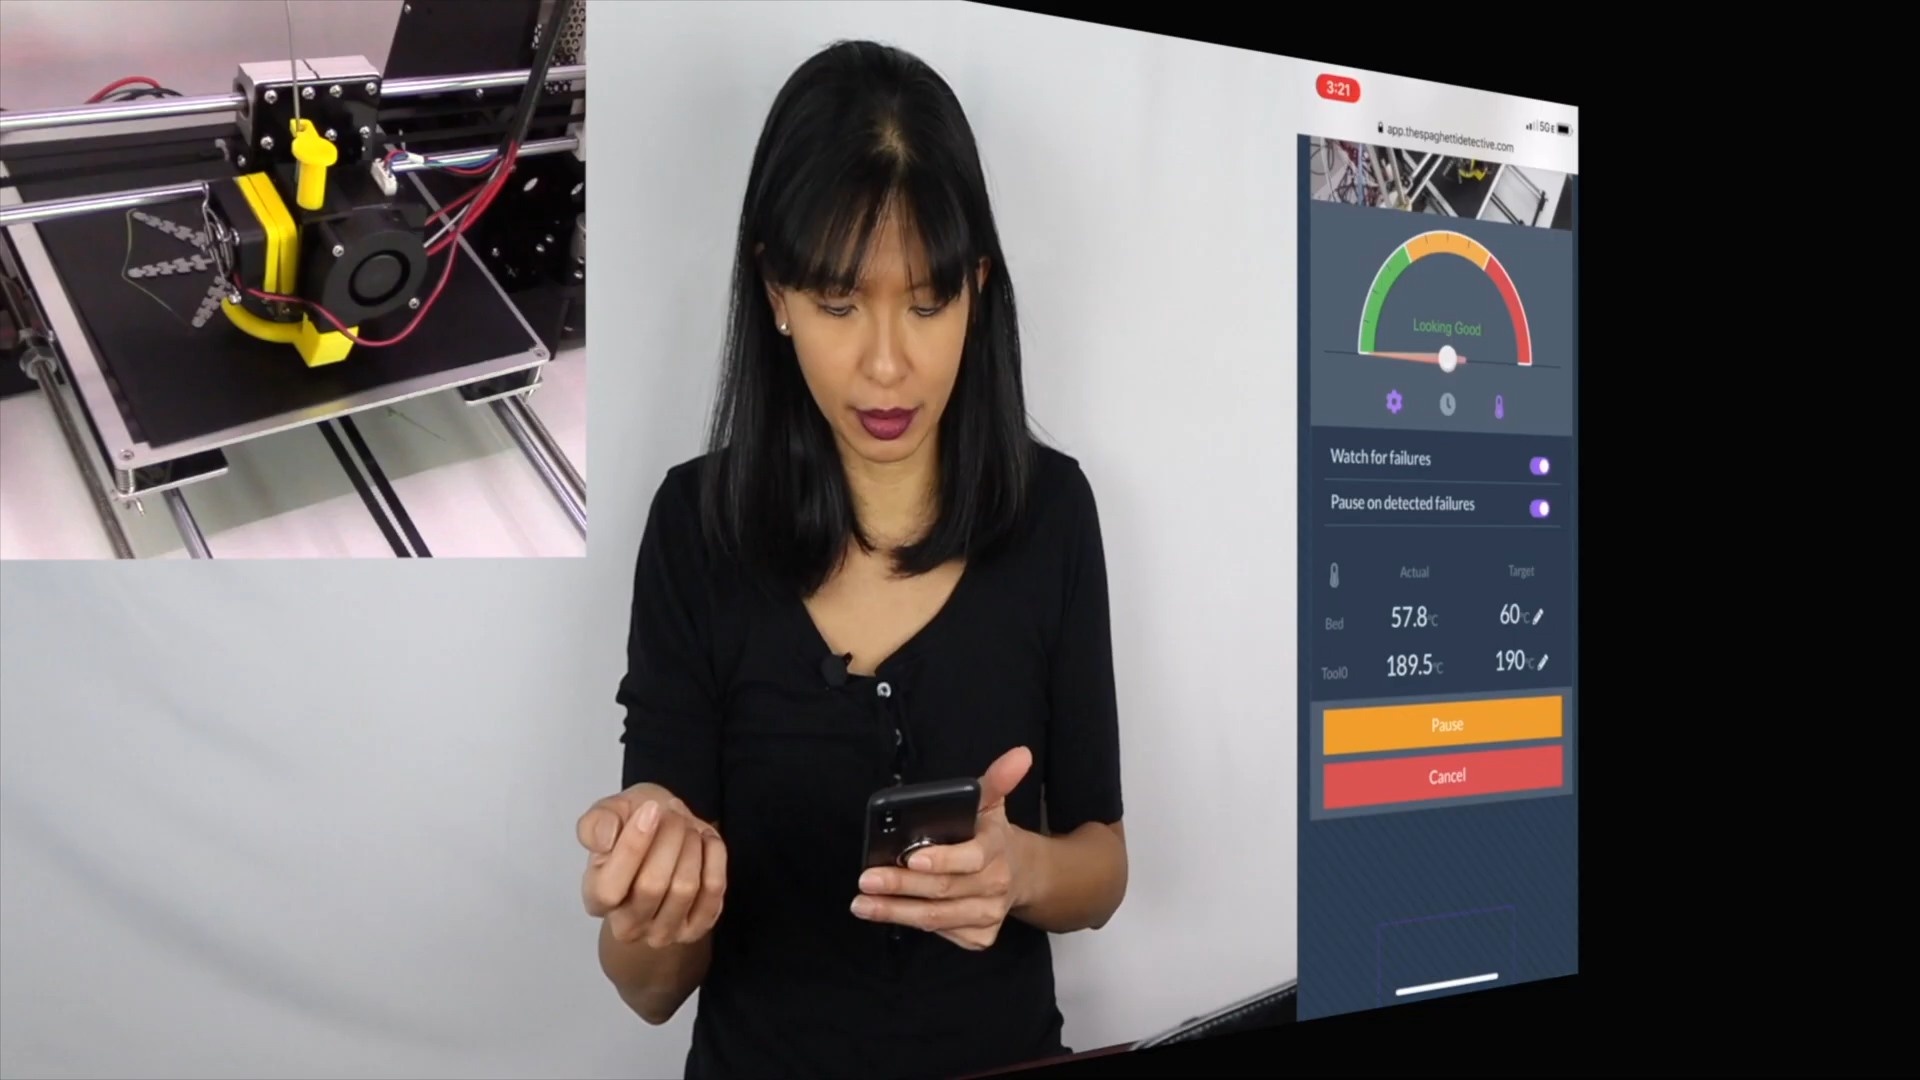 3:21
5GE
app.thespaghettidetective.com
Looking Good
Watch for failures
Pause on detected failures
Actual Target
Bed 57.8°C 60°C
Tool0 189.5°C 190°C
Pause
Cancel